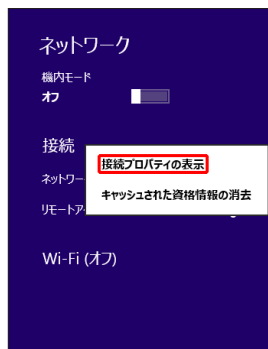 ネットワーク
機内モード
オフ
接続
接続プロパティの表示
ネットワー
キャッシュされた資格情報の消去
リモートア
Wi-Fi (オフ)